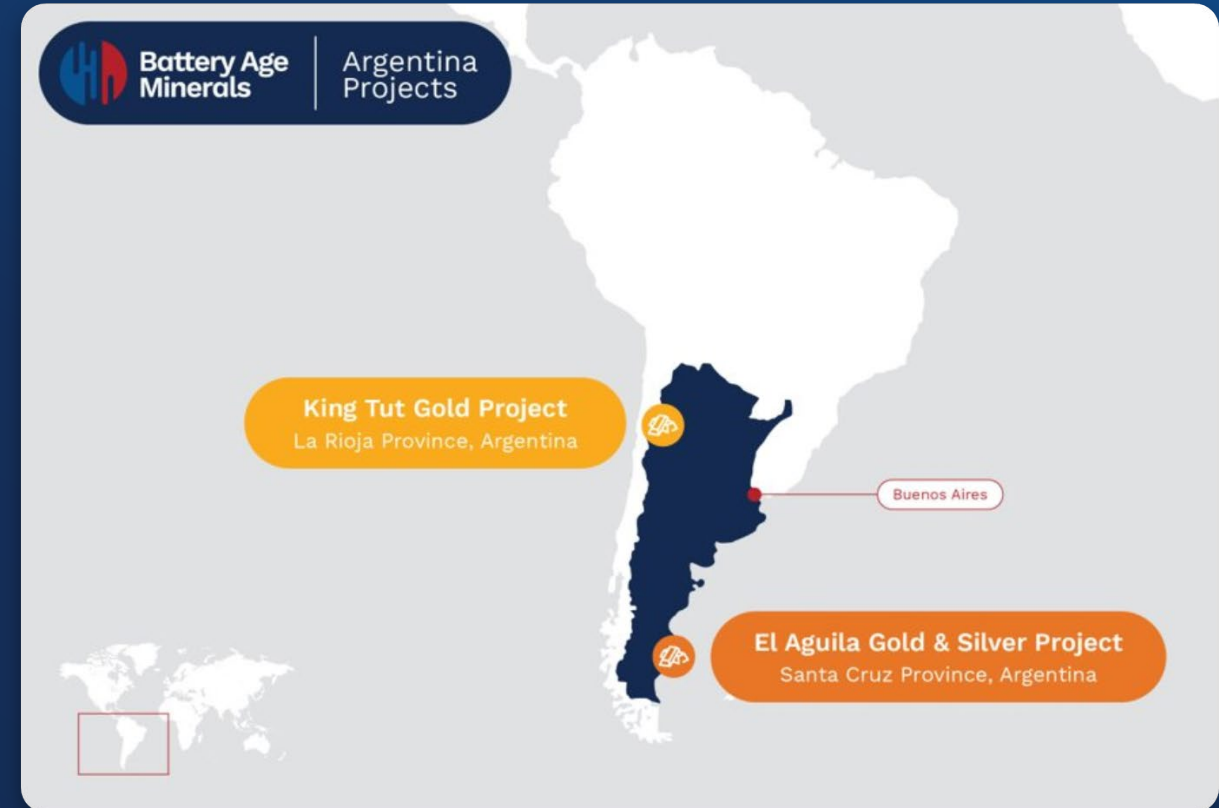 Battery Age
Minerals
Argentina
Projects
King Tut Gold Project
La Rioja Province, Argentina
Buenos Aires
El Aguila Gold & Silver Project
Santa Cruz Province, Argentina